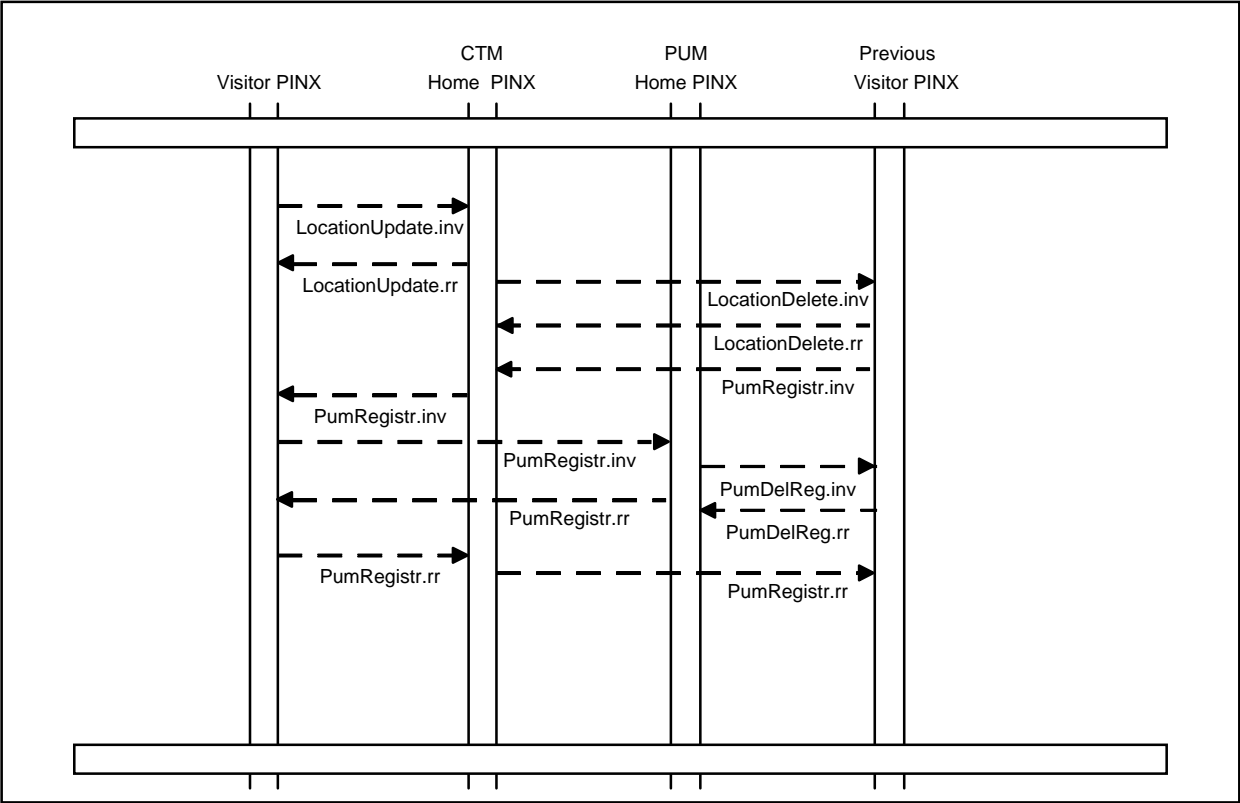 CTM PUM Previous
Visitor PINX Home PINX Home PINX Visitor PINX
LocationUpdate.inv
LocationUpdate.rr
LocationDelete.inv
LocationDelete.rr
PumRegistr.inv
PumRegistr.inv
PumRegistr.inv
PumDelReg.inv
PumRegistr.rr
PumDelReg.rr
PumRegistr.rr
PumRegistr.rr